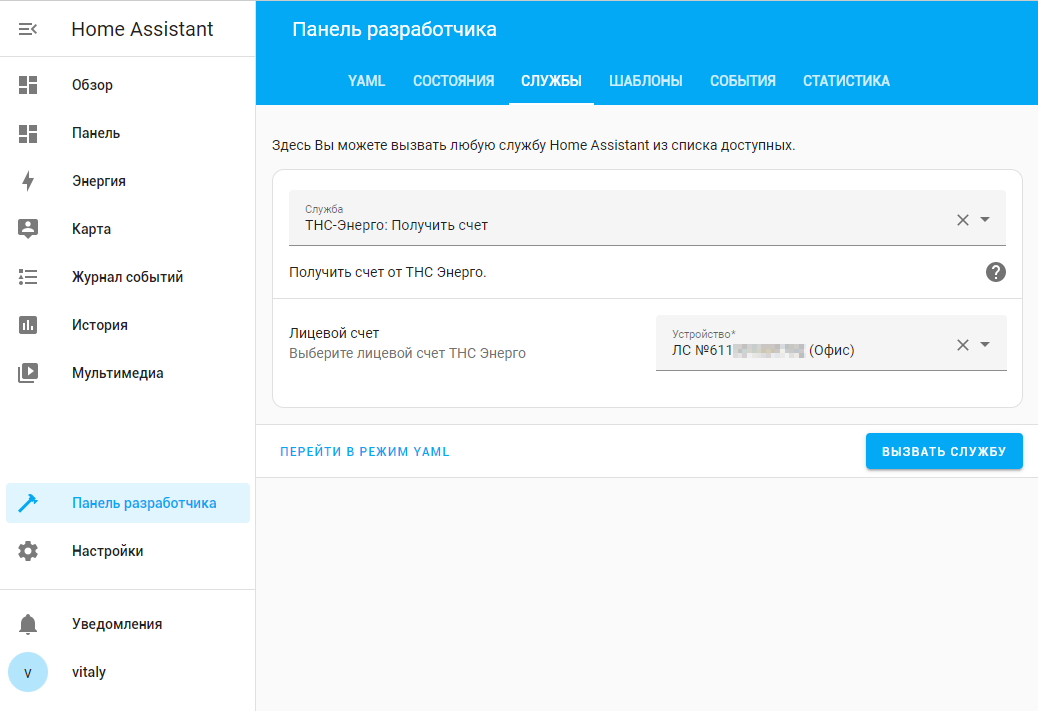 Home Assistant
Обзор
Панель
Энергия
Карта
Журнал событий
История
Мультимедиа
Панель разработчика
Настройки
Уведомления
v
vitaly
Панель разработчика
YAML СОСТОЯНИЯ СЛУЖБЫ ШАБЛОНЫ СОБЫТИЯ СТАТИСТИКА
Здесь Вы можете вызвать любую службу Home Assistant из списка доступных.
Служба
ТНС-Энерго: Получить счет
Получить счет от ТНС Энерго.
?
Лицевой счет
Выберите лицевой счет ТНС Энерго
Устройство*
ЛС №611 (Офис)
ПЕРЕЙТИ В РЕЖИМ YAML
ВЫЗВАТЬ СЛУЖБУ